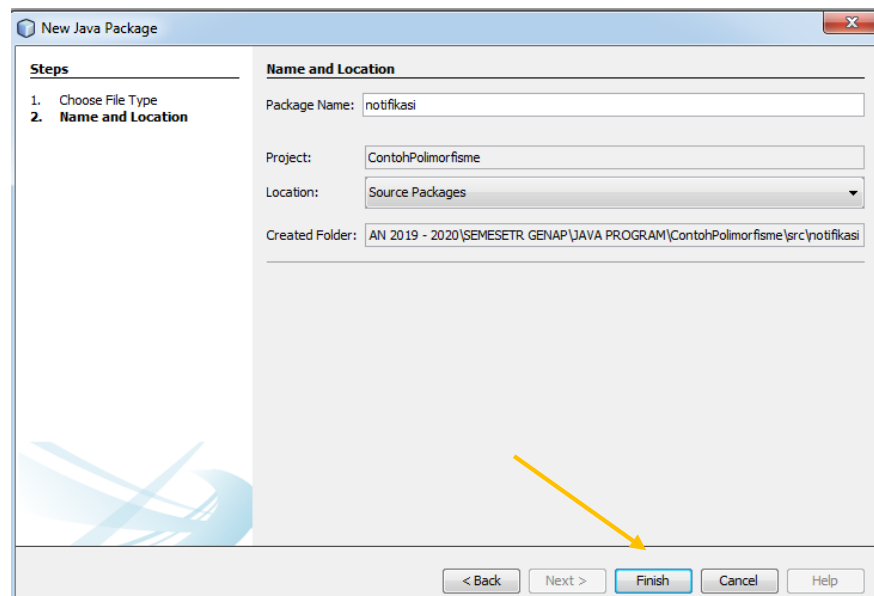 New Java Package
Steps
1. Choose File Type
2. Name and Location
Name and Location
Package Name: notifikasi
Project: ContohPolimorfisme
Location: Source Packages
Created Folder: AN 2019 - 2020\SEMESETR GENAP\JAVA PROGRAM\ContohPolimorfisme\src\notifikasi
< Back Next > Finish Cancel Help